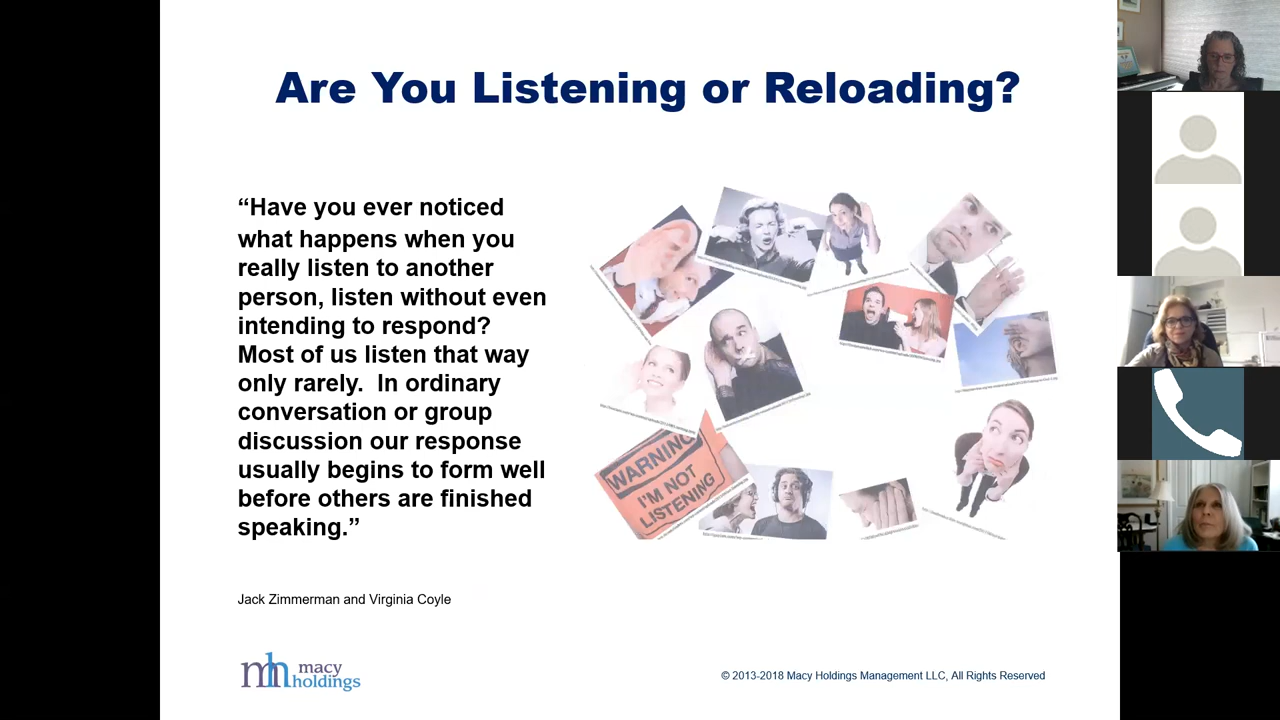 Are You Listening or Reloading?
“Have you ever noticed
what happens when you
really listen to another
person, listen without even
intending to respond?
Most of us listen that way
only rarely.  In ordinary
conversation or group
discussion our response
usually begins to form well
before others are finished
speaking.”
WARNING
I'M NOT
LISTENING
Jack Zimmerman and Virginia Coyle
mh macy
holdings
© 2013-2018 Macy Holdings Management LLC, All Rights Reserved